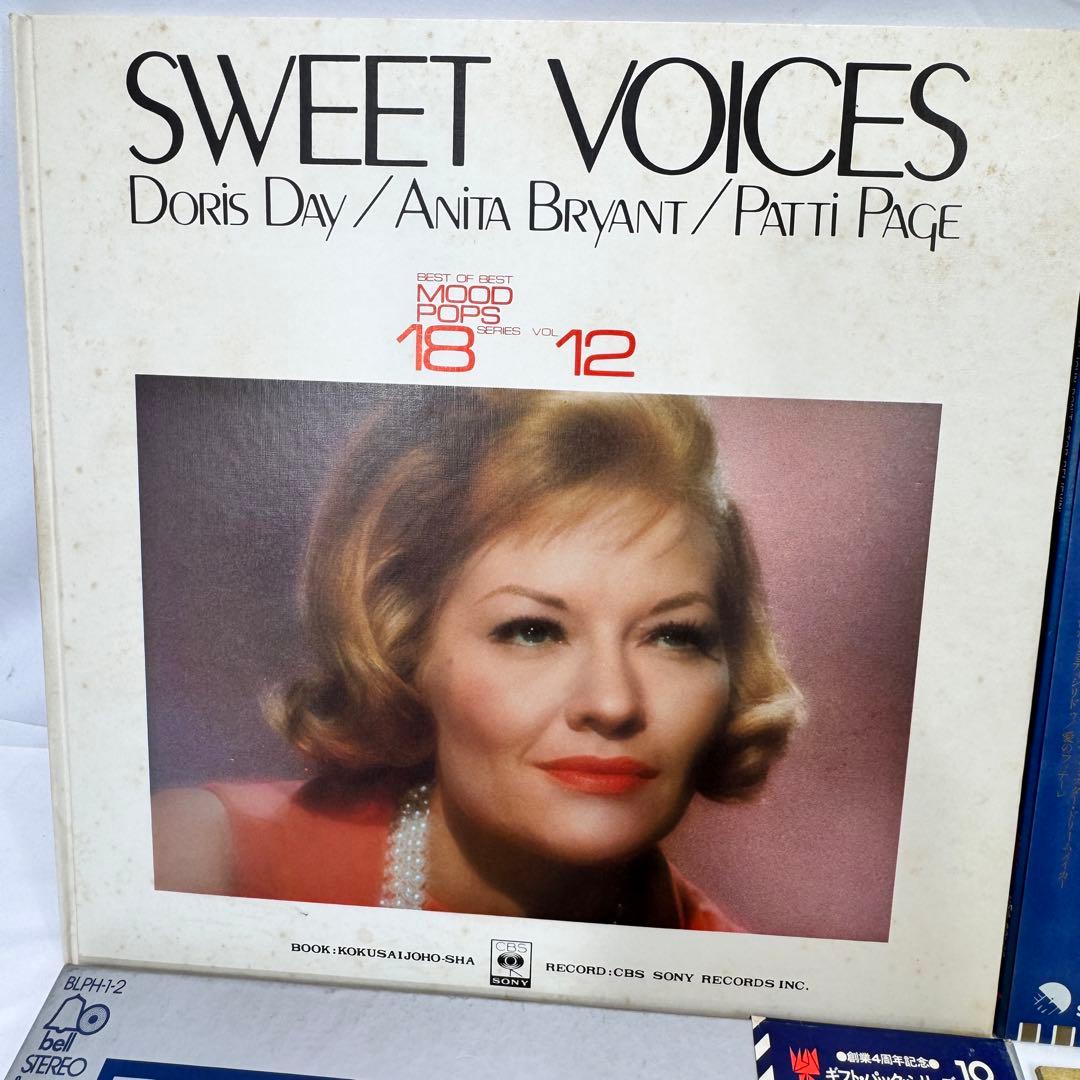 SWEET VOICES
DORIS DAY / ANITA BRYANT / PATTI PAGE
BEST OF BEST
MOOD
POPS
18 SERIES VOL 12
BOOK:KOKUSAIJOHO-SHA
CBS
SONY
RECORD:CBS SONY RECORDS INC.
BLPH-1-2
bell
STEREO
●創業4周年記念●
ギフト・パック・シリーズ
10